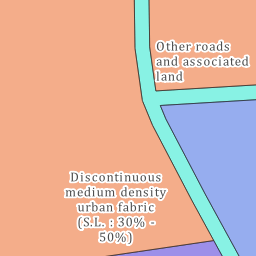 Other roads
and associated
land
Discontinuous
medium density
urban fabric
(S.L. : 30% -
50%)